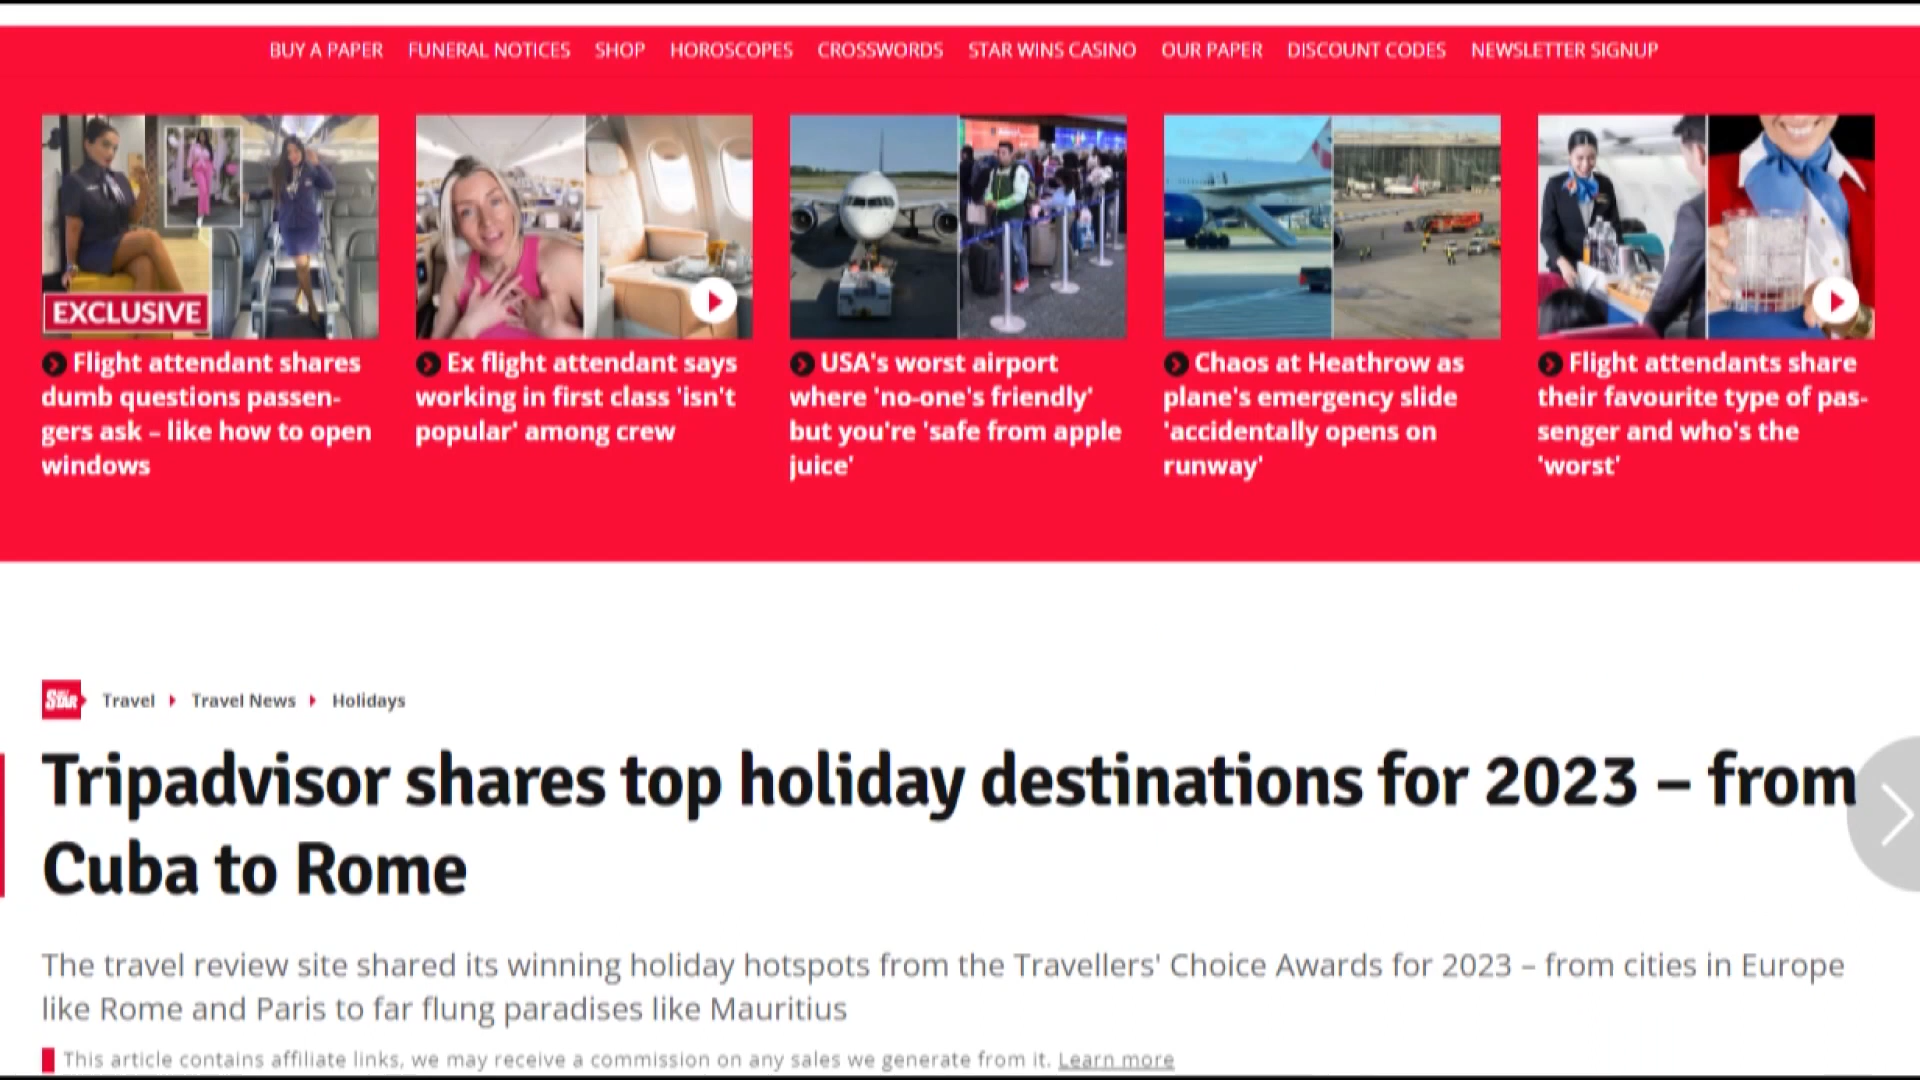 BUY A PAPER FUNERAL NOTICES SHOP HOROSCOPES CROSSWORDS STAR WINS CASINO OUR PAPER DISCOUNT CODES NEWSLETTER SIGNUP
EXCLUSIVE
Flight attendant shares
dumb questions passen-
gers ask – like how to open
windows
Ex flight attendant says
working in first class 'isn't
popular' among crew
USA's worst airport
where 'no-one's friendly'
but you're 'safe from apple
juice'
Chaos at Heathrow as
plane's emergency slide
'accidentally opens on
runway'
Flight attendants share
their favourite type of pas-
senger and who's the
'worst'
STAR Travel Travel News Holidays
Tripadvisor shares top holiday destinations for 2023 – from
Cuba to Rome
The travel review site shared its winning holiday hotspots from the Travellers' Choice Awards for 2023 – from cities in Europe
like Rome and Paris to far flung paradises like Mauritius
This article contains affiliate links, we may receive a commission on any sales we generate from it. Learn more